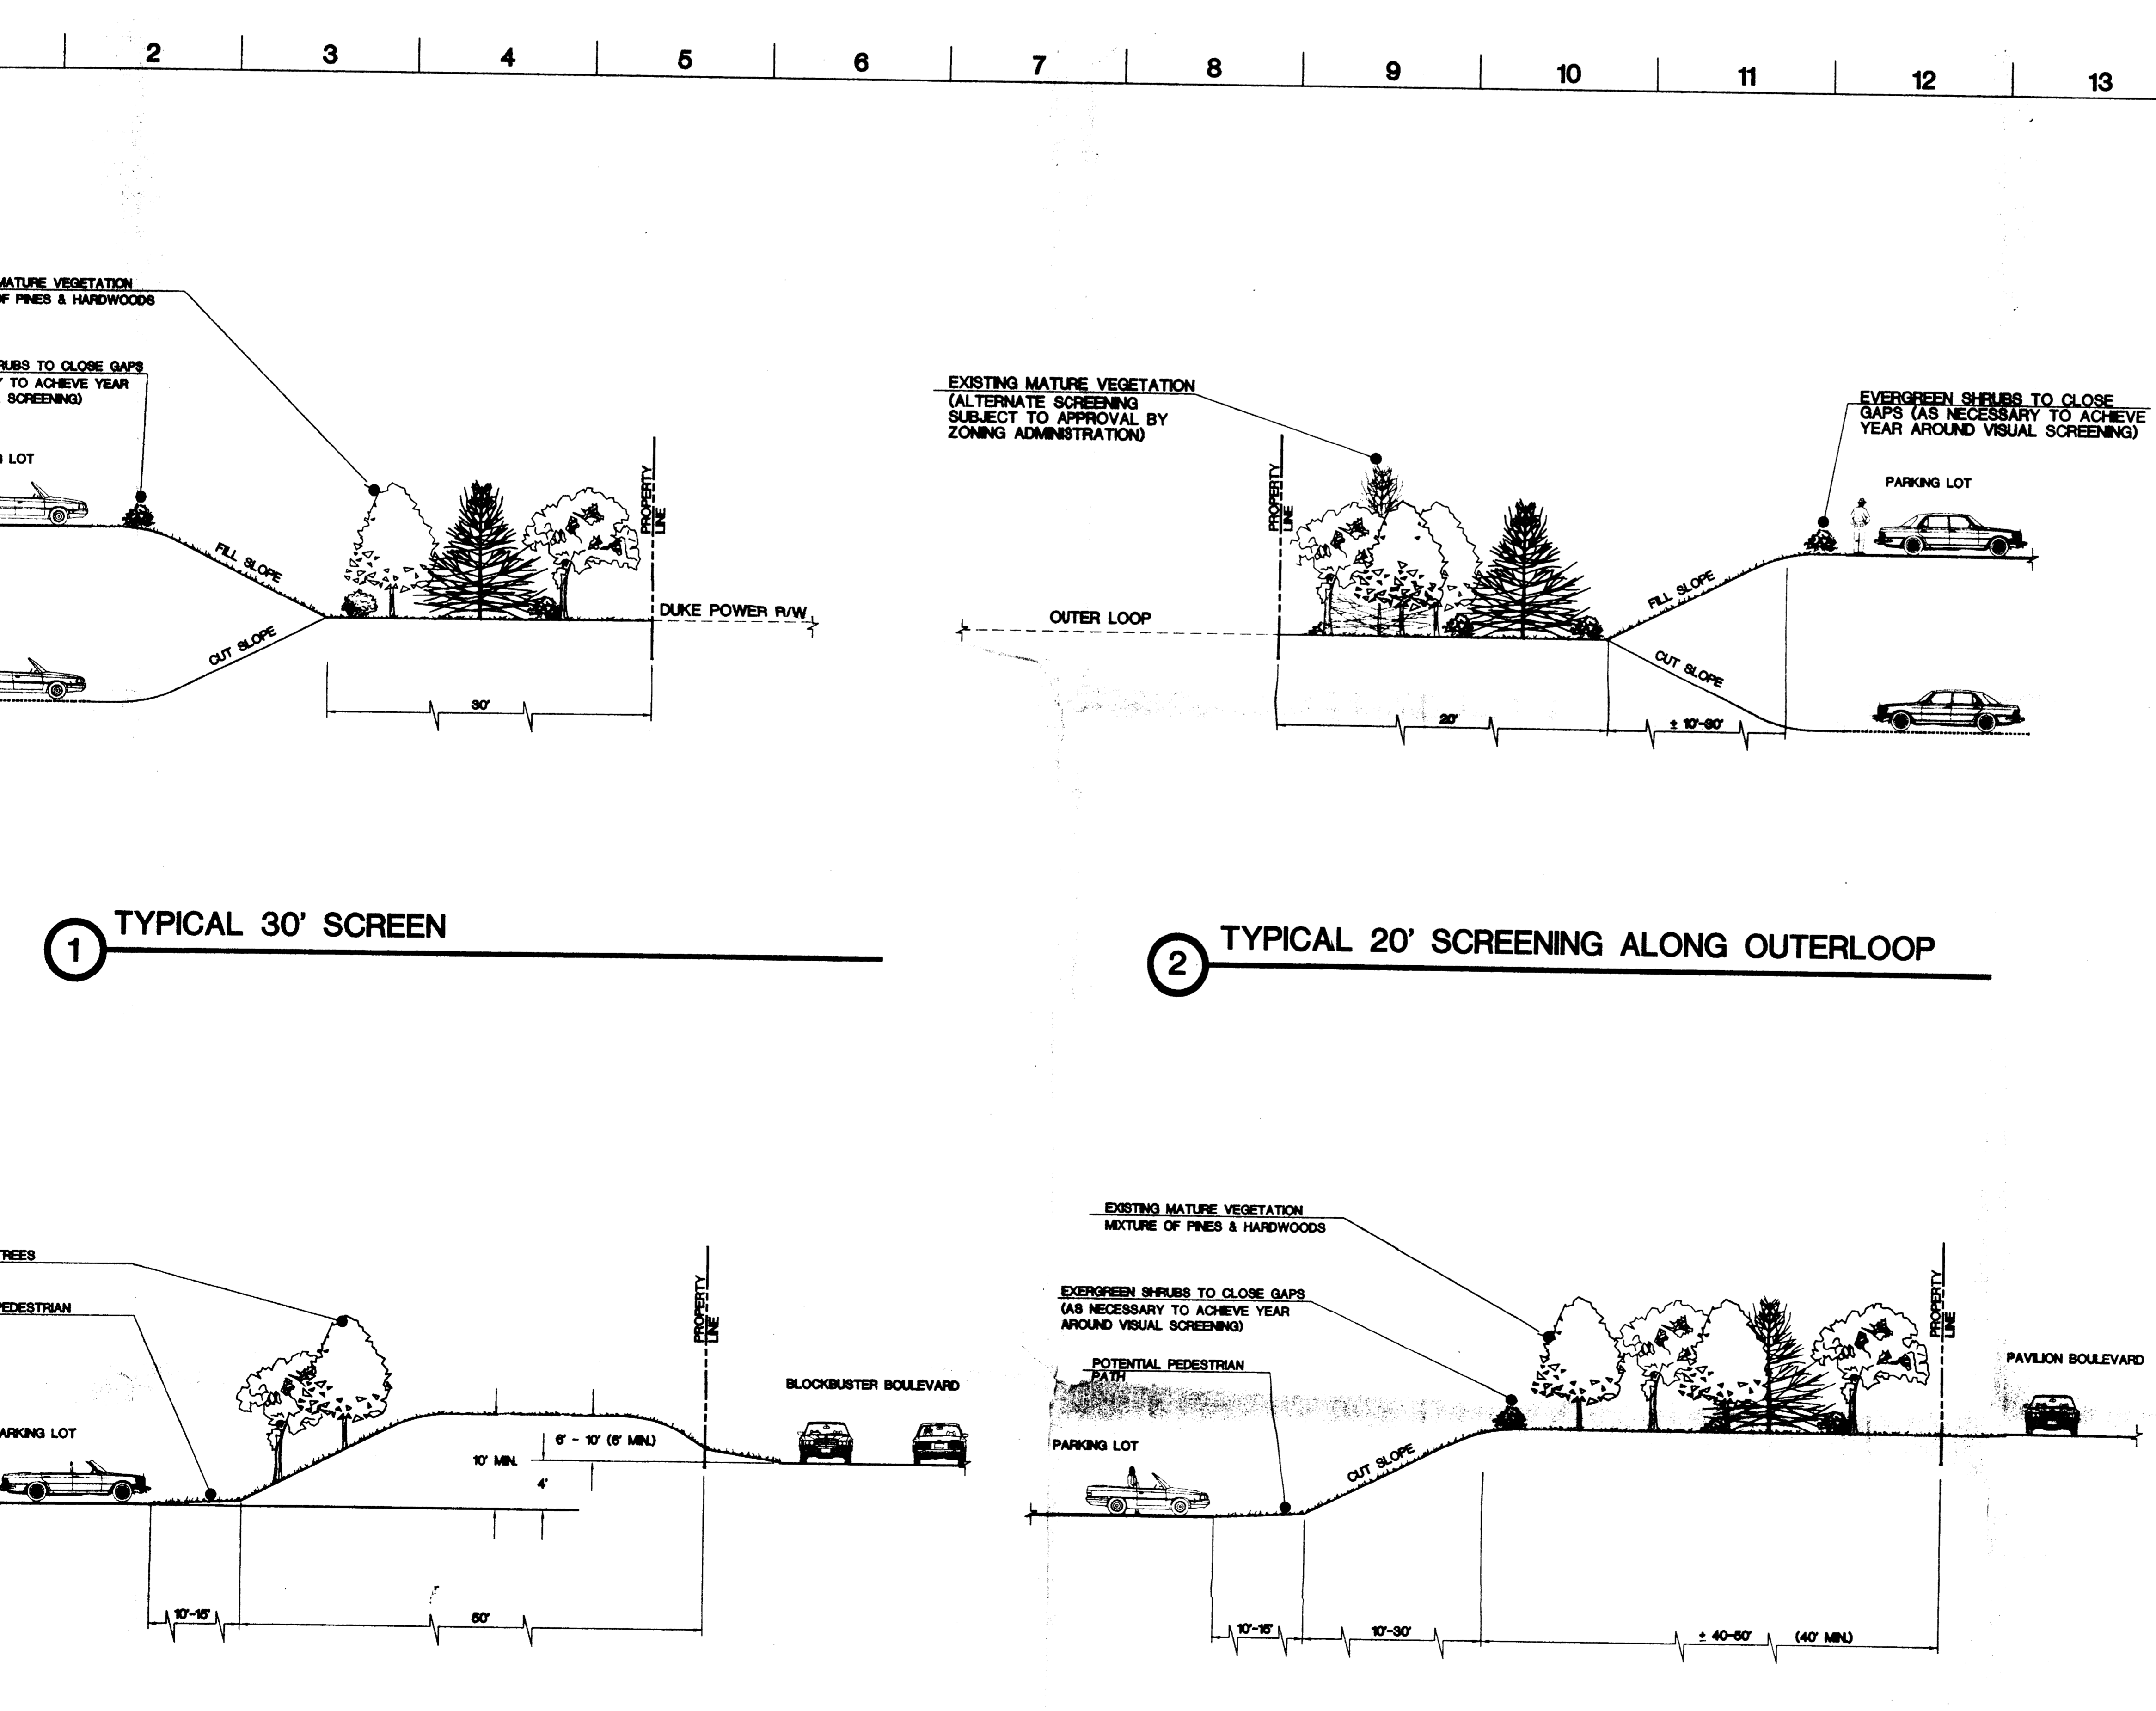 2 3 4 5 6 7 8 9 10 11 12 13
MATURE VEGETATION
OF PINES & HARDWOODS
RUBS TO CLOSE GAPS
Y TO ACHIEVE YEAR
SCREENING)
LOT
FILL SLOPE
CUT SLOPE
PROPERTY
LINE
DUKE POWER R/W
30'
EXISTING MATURE VEGETATION
(ALTERNATE SCREENING
SUBJECT TO APPROVAL BY
ZONING ADMINISTRATION)
PROPERTY
LINE
OUTER LOOP
EVERGREEN SHRUBS TO CLOSE
GAPS (AS NECESSARY TO ACHIEVE
YEAR AROUND VISUAL SCREENING)
PARKING LOT
FILL SLOPE
CUT SLOPE
20'
± 10'-30'
1 TYPICAL 30' SCREEN
2 TYPICAL 20' SCREENING ALONG OUTERLOOP
TREES
PEDESTRIAN
ARKING LOT
PROPERTY
LINE
BLOCKBUSTER BOULEVARD
6' - 10' (6' MIN.)
10' MIN.
4'
10'-15'
50'
EXISTING MATURE VEGETATION
MIXTURE OF PINES & HARDWOODS
EXERGREEN SHRUBS TO CLOSE GAPS
(AS NECESSARY TO ACHIEVE YEAR
AROUND VISUAL SCREENING)
POTENTIAL PEDESTRIAN
PATH
PARKING LOT
CUT SLOPE
PROPERTY
LINE
PAVILION BOULEVARD
10'-15'
10'-30'
± 40-50' (40' MIN.)